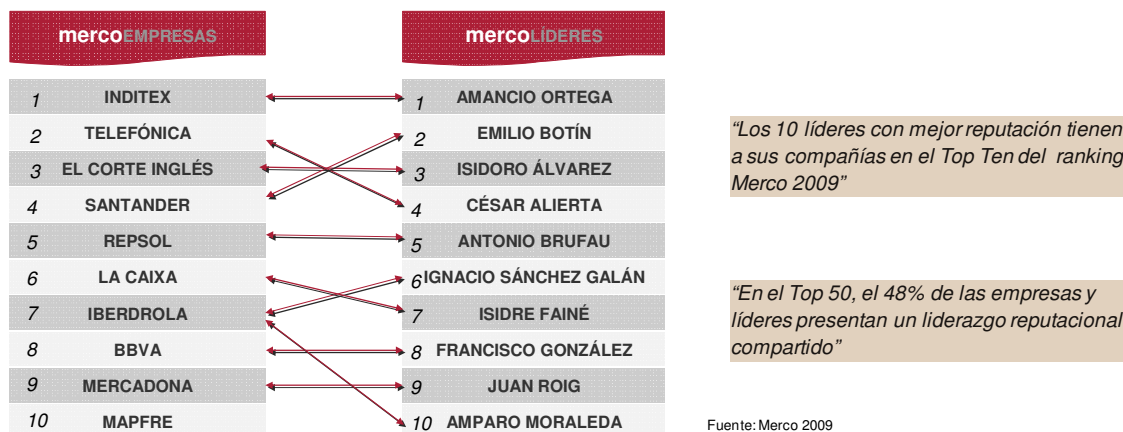 mercoEMPRESAS
mercoLÍDERES
1 INDITEX 1 AMANCIO ORTEGA
2 TELEFÓNICA 2 EMILIO BOTÍN
3 EL CORTE INGLÉS 3 ISIDORO ÁLVAREZ
4 SANTANDER 4 CÉSAR ALIERTA
5 REPSOL 5 ANTONIO BRUFAU
6 LA CAIXA 6 IGNACIO SÁNCHEZ GALÁN
7 IBERDROLA 7 ISIDRE FAINÉ
8 BBVA 8 FRANCISCO GONZÁLEZ
9 MERCADONA 9 JUAN ROIG
10 MAPFRE 10 AMPARO MORALEDA
“Los 10 líderes con mejor reputación tienen
a sus compañías en el Top Ten del ranking
Merco 2009”
“En el Top 50, el 48% de las empresas y
líderes presentan un liderazgo reputacional
compartido”
Fuente: Merco 2009